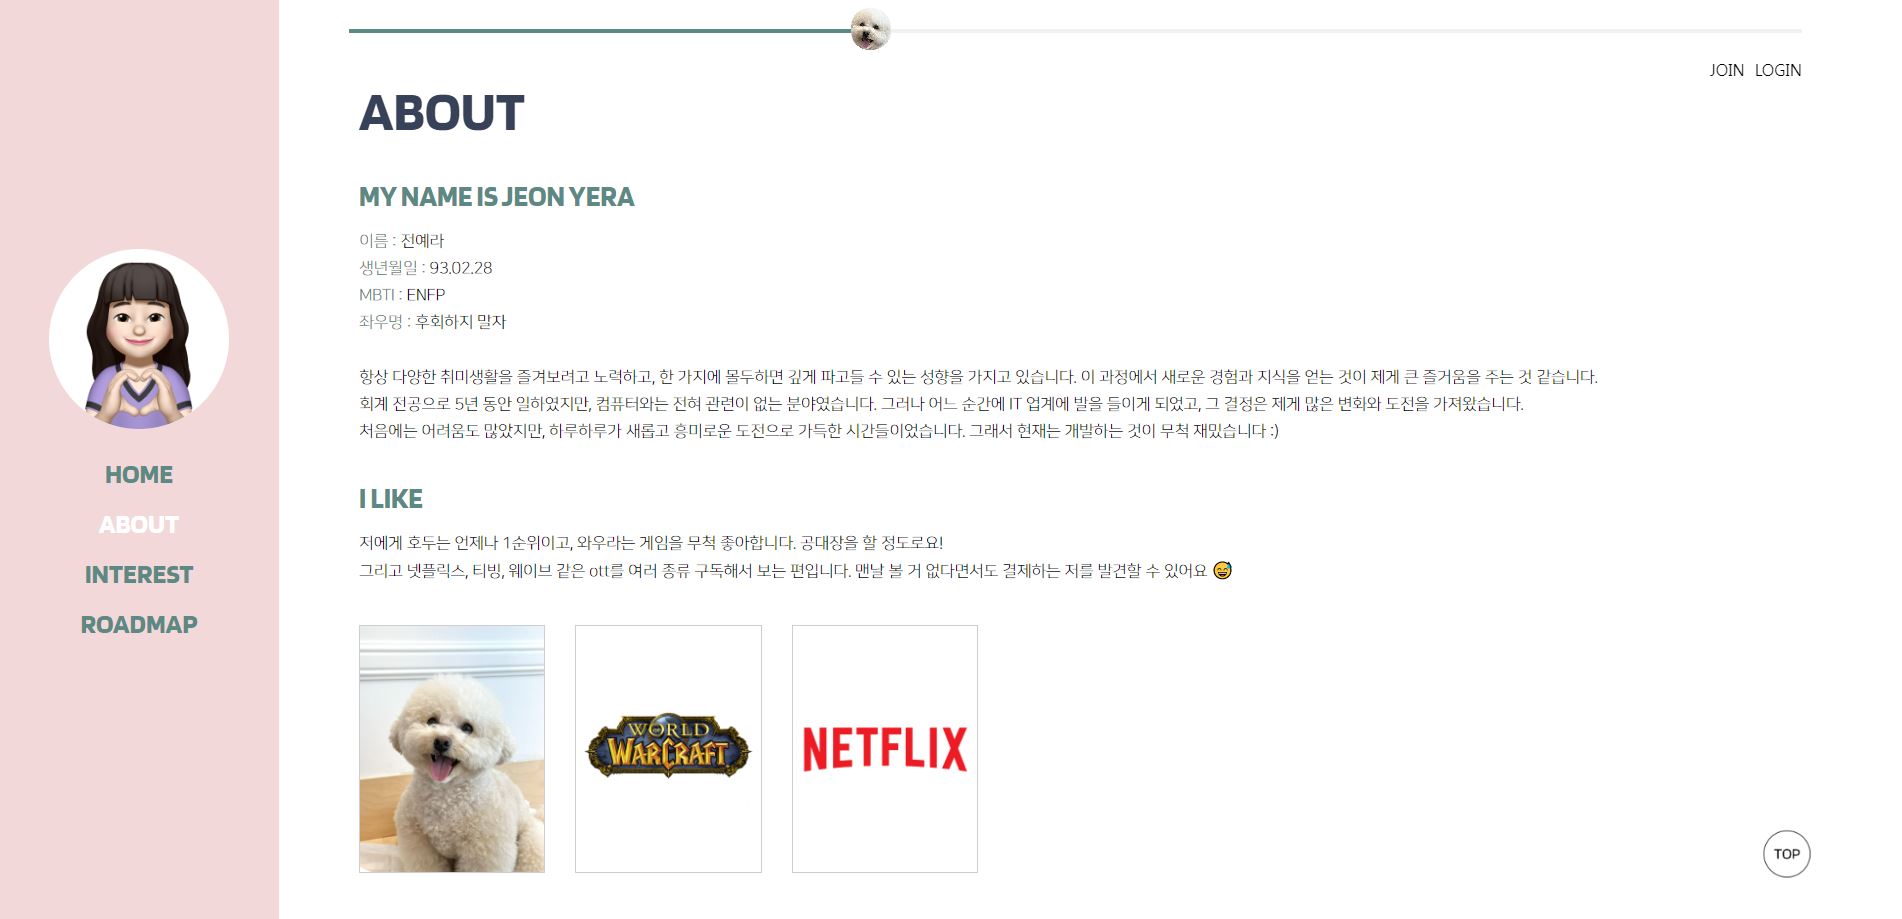 JOIN LOGIN
ABOUT
MY NAME IS JEON YERA
이름 : 전예라
생년월일 : 93.02.28
MBTI : ENFP
좌우명 : 후회하지 말자
항상 다양한 취미생활을 즐겨보려고 노력하고, 한 가지에 몰두하면 깊게 파고들 수 있는 성향을 가지고 있습니다. 이 과정에서 새로운 경험과 지식을 얻는 것이 제게 큰 즐거움을 주는 것 같습니다.
회계 전공으로 5년 동안 일하였지만, 컴퓨터와는 전혀 관련이 없는 분야였습니다. 그러나 어느 순간에 IT 업계에 발을 들이게 되었고, 그 결정은 제게 많은 변화와 도전을 가져왔습니다.
처음에는 어려움도 많았지만, 하루하루가 새롭고 흥미로운 도전으로 가득한 시간들이었습니다. 그래서 현재는 개발하는 것이 무척 재밌습니다 :)
I LIKE
저에게 호두는 언제나 1순위이고, 와우라는 게임을 무척 좋아합니다. 공대장을 할 정도로요!
그리고 넷플릭스, 티빙, 웨이브 같은 ott를 여러 종류 구독해서 보는 편입니다. 맨날 볼 거 없다면서도 결제하는 저를 발견할 수 있어요 😅
WORLD
WARCRAFT
NETFLIX
HOME
ABOUT
INTEREST
ROADMAP
TOP